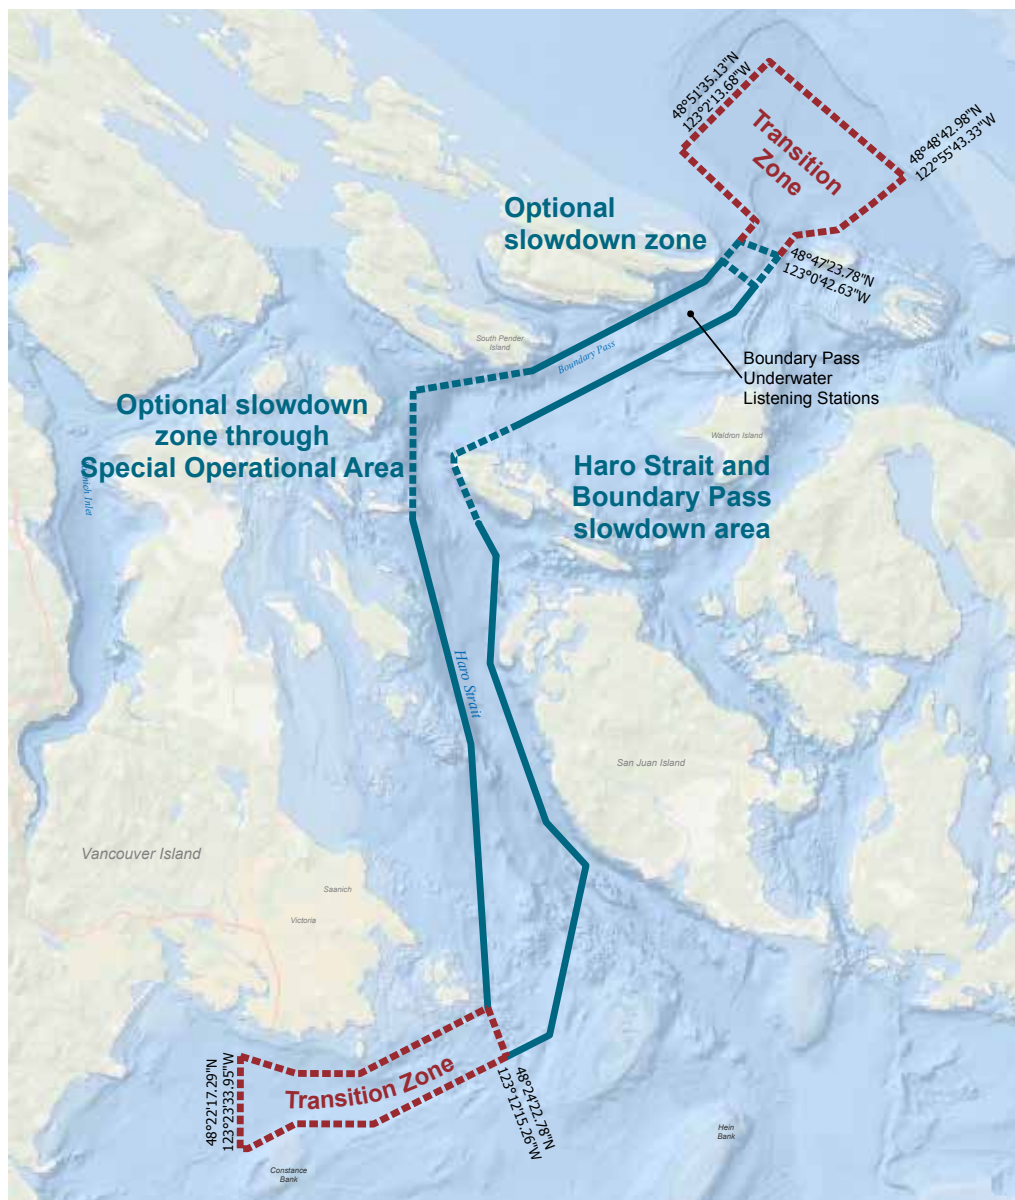 48°51'35.13"N
123°2'13.68"W
Transition
Zone
48°48'42.98"N
122°55'43.33"W
Optional
slowdown zone
48°47'23.78"N
123°0'42.63"W
South Pender
Island
Boundary Pass
Boundary Pass
Underwater
Listening Stations
Optional slowdown
zone through
Special Operational Area
Waldron Island
Haro Strait and
Boundary Pass
slowdown area
Inlet
Haro Strait
San Juan Island
Vancouver Island
Saanich
Victoria
Transition Zone
48°22'17.29"N
123°23'33.95"W
48°24'22.78"N
123°12'15.26"W
Hein
Bank
Constance
Bank